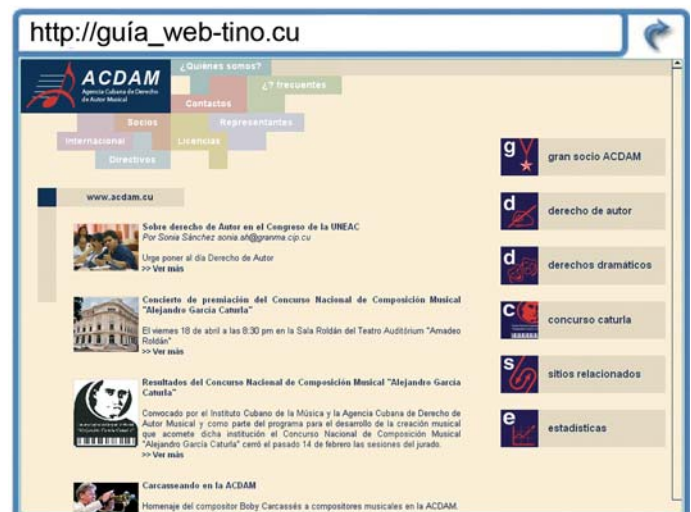 http://guía_web-tino.cu
ACDAM
Agencia Cubana de Derecho
de Autor Musical
¿Quiénes somos?
¿? frecuentes
Contactos
Socios
Representantes
Internacional
Licencias
Directivos
www.acdam.cu
Sobre derecho de Autor en el Congreso de la UNEAC
Por Sonia Sánchez sonia.sh@granma.cip.cu
Urge poner al día Derecho de Autor
>> Ver más
Concierto de premiación del Concurso Nacional de Composición Musical
"Alejandro García Caturla"
El viernes 18 de abril a las 8:30 pm en la Sala Roldán del Teatro Auditórium "Amadeo
Roldán"
>> Ver más
Resultados del Concurso Nacional de Composición Musical "Alejandro García
Caturla"
Convocado por el Instituto Cubano de la Música y la Agencia Cubana de Derecho de
Autor Musical y como parte del programa para el desarrollo de la creación musical
que acomete dicha institución el Concurso Nacional de Composición Musical
"Alejandro García Caturla" cerró el pasado 14 de febrero las sesiones del jurado.
>> Ver más
Carcasseando en la ACDAM
Homenaje del compositor Boby Carcassés a compositores musicales en la ACDAM.
g
gran socio ACDAM
d
derecho de autor
d
derechos dramáticos
c
concurso caturla
s
sitios relacionados
e
estadísticas